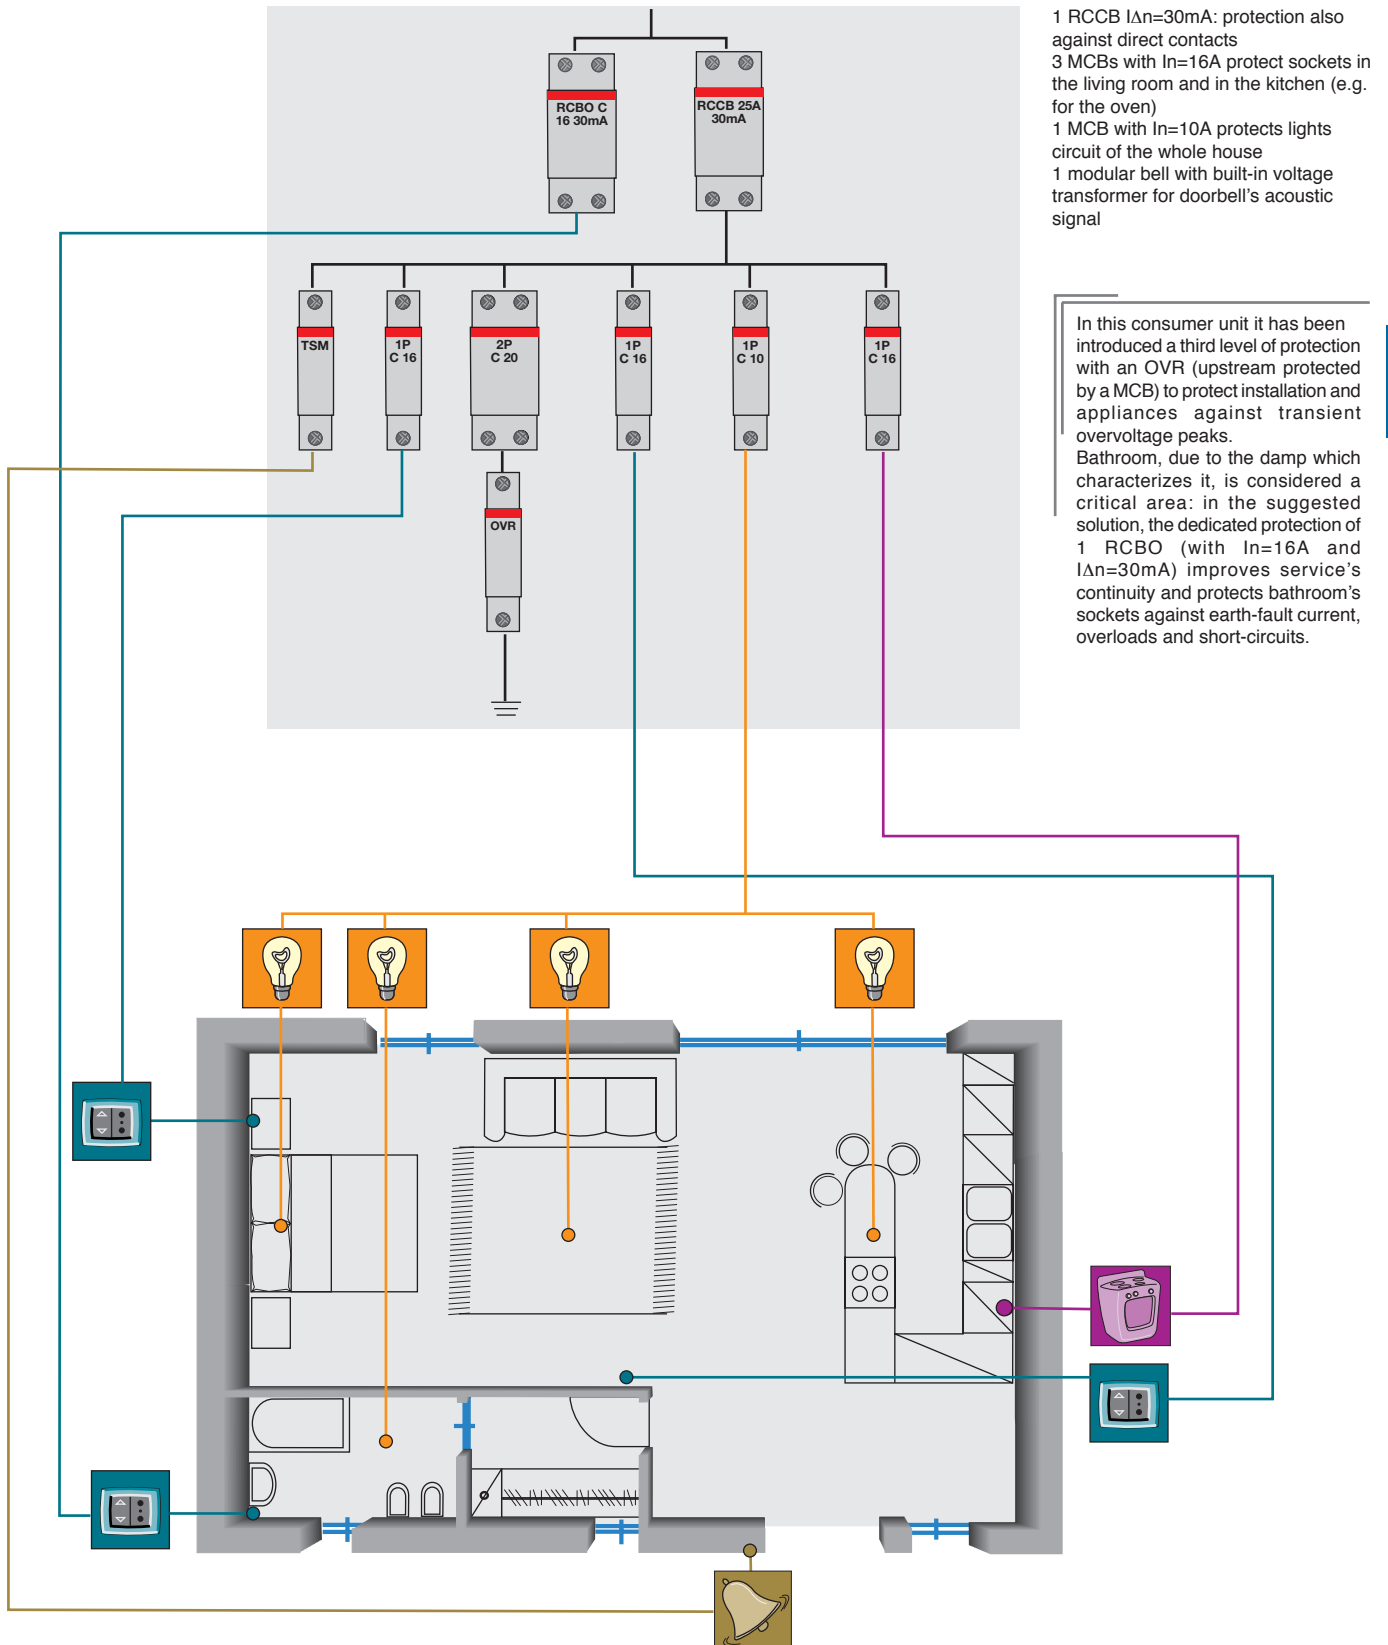 1 RCCB I∆n=30mA: protection also
against direct contacts
3 MCBs with In=16A protect sockets in
the living room and in the kitchen (e.g.
for the oven)
1 MCB with In=10A protects lights
circuit of the whole house
1 modular bell with built-in voltage
transformer for doorbell’s acoustic
signal
RCBO C
16 30mA
RCCB 25A
30mA
TSM
1P
C 16
2P
C 20
1P
C 16
1P
C 10
1P
C 16
OVR
In this consumer unit it has been
introduced a third level of protection
with an OVR (upstream protected
by a MCB) to protect installation and
appliances against transient
overvoltage peaks.
Bathroom, due to the damp which
characterizes it, is considered a
critical area: in the suggested
solution, the dedicated protection of
1 RCBO (with In=16A and
I∆n=30mA) improves service’s
continuity and protects bathroom’s
sockets against earth-fault current,
overloads and short-circuits.